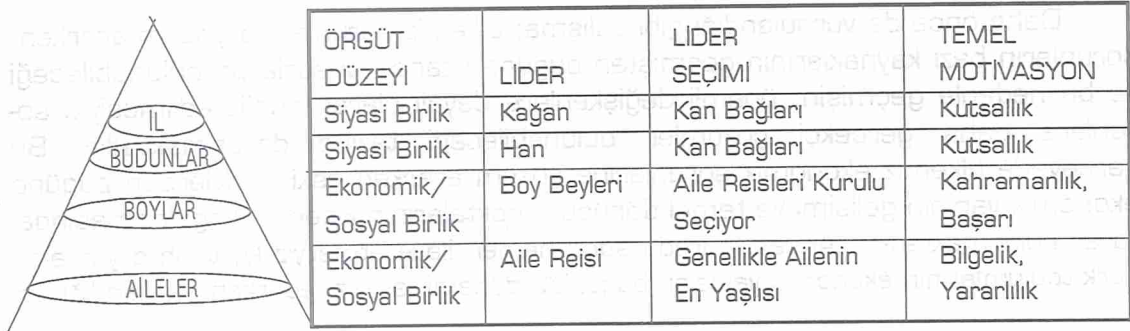 İL
BUDUNLAR
BOYLAR
AİLELER
ÖRGÜT DÜZEYİ LİDER LİDER SEÇİMİ TEMEL MOTİVASYON
Siyasi Birlik Kağan Kan Bağları Kutsallık
Siyasi Birlik Han Kan Bağları Kutsallık
Ekonomik/ Boy Beyleri Aile Reisleri Kurulu Kahramanlık,
Sosyal Birlik Seçiyor Başarı
Ekonomik/ Aile Reisi Genellikle Ailenin Bilgelik,
Sosyal Birlik En Yaşlısı Yararlılık